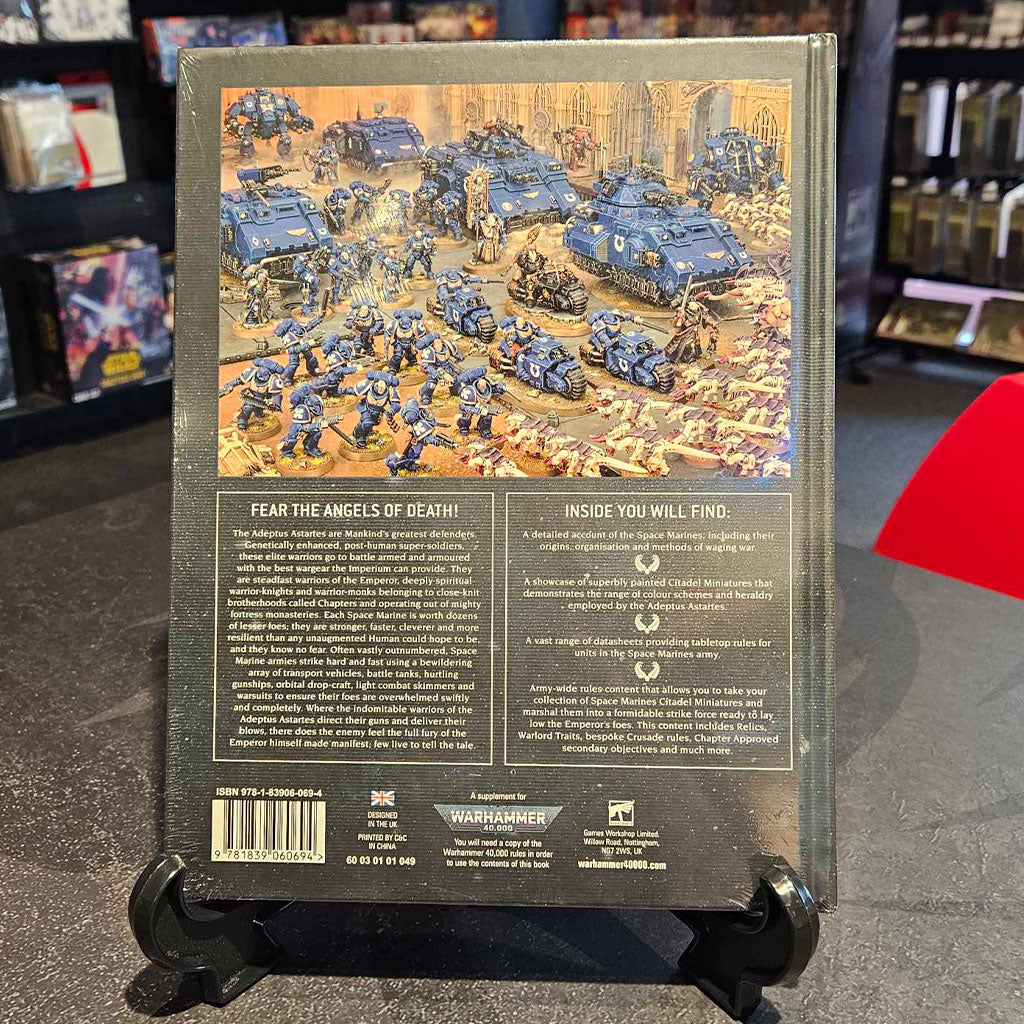 FEAR THE ANGELS OF DEATH!
The Adeptus Astartes are Mankind's greatest defenders.
Genetically enhanced, post-human super-soldiers,
these elite warriors go to battle armed and armoured
with the best wargear the Imperium can provide. They
are steadfast warriors of the Emperor, deeply-spiritual
warrior-knights and warrior-monks belonging to close-knit
brotherhoods called Chapters and operating out of mighty
fortress monasteries. Each Space Marine is worth dozens
of lesser foes; they are stronger, faster, cleverer and more
resilient than any unaugmented Human could hope to be,
and they know no fear. Often vastly outnumbered, Space
Marine armies strike hard and fast using a bewildering
array of transport vehicles, battle tanks, hurtling
gunships, orbital drop-craft, light combat skimmers and
warsuits to ensure their foes are overwhelmed swiftly
and completely. Where the indomitable warriors of the
Adeptus Astartes direct their guns and deliver their
blows, there does the enemy feel the full fury of the
Emperor himself made manifest; few live to tell the tale.
INSIDE YOU WILL FIND:
A detailed account of the Space Marines, including their
origins, organisation and methods of waging war.
A showcase of superbly painted Citadel Miniatures that
demonstrates the range of colour schemes and heraldry
employed by the Adeptus Astartes.
A vast range of datasheets providing tabletop rules for
units in the Space Marines army.
Army-wide rules content that allows you to take your
collection of Space Marines Citadel Miniatures and
marshal them into a formidable strike force ready to lay
low the Emperor's foes. This content includes Relics,
Warlord Traits, bespoke Crusade rules, Chapter Approved
secondary objectives and much more.
ISBN 978-1-83906-069-4
9 781839 060694 >
DESIGNED
IN THE UK
PRINTED BY C&C
IN CHINA
60 03 01 01 049
A supplement for
WARHAMMER
40,000
You will need a copy of the
Warhammer 40,000 rules in order
to use the contents of this book
Games Workshop Limited,
Willow Road, Nottingham,
NG7 2WS, UK
warhammer40000.com
STAR
WARS